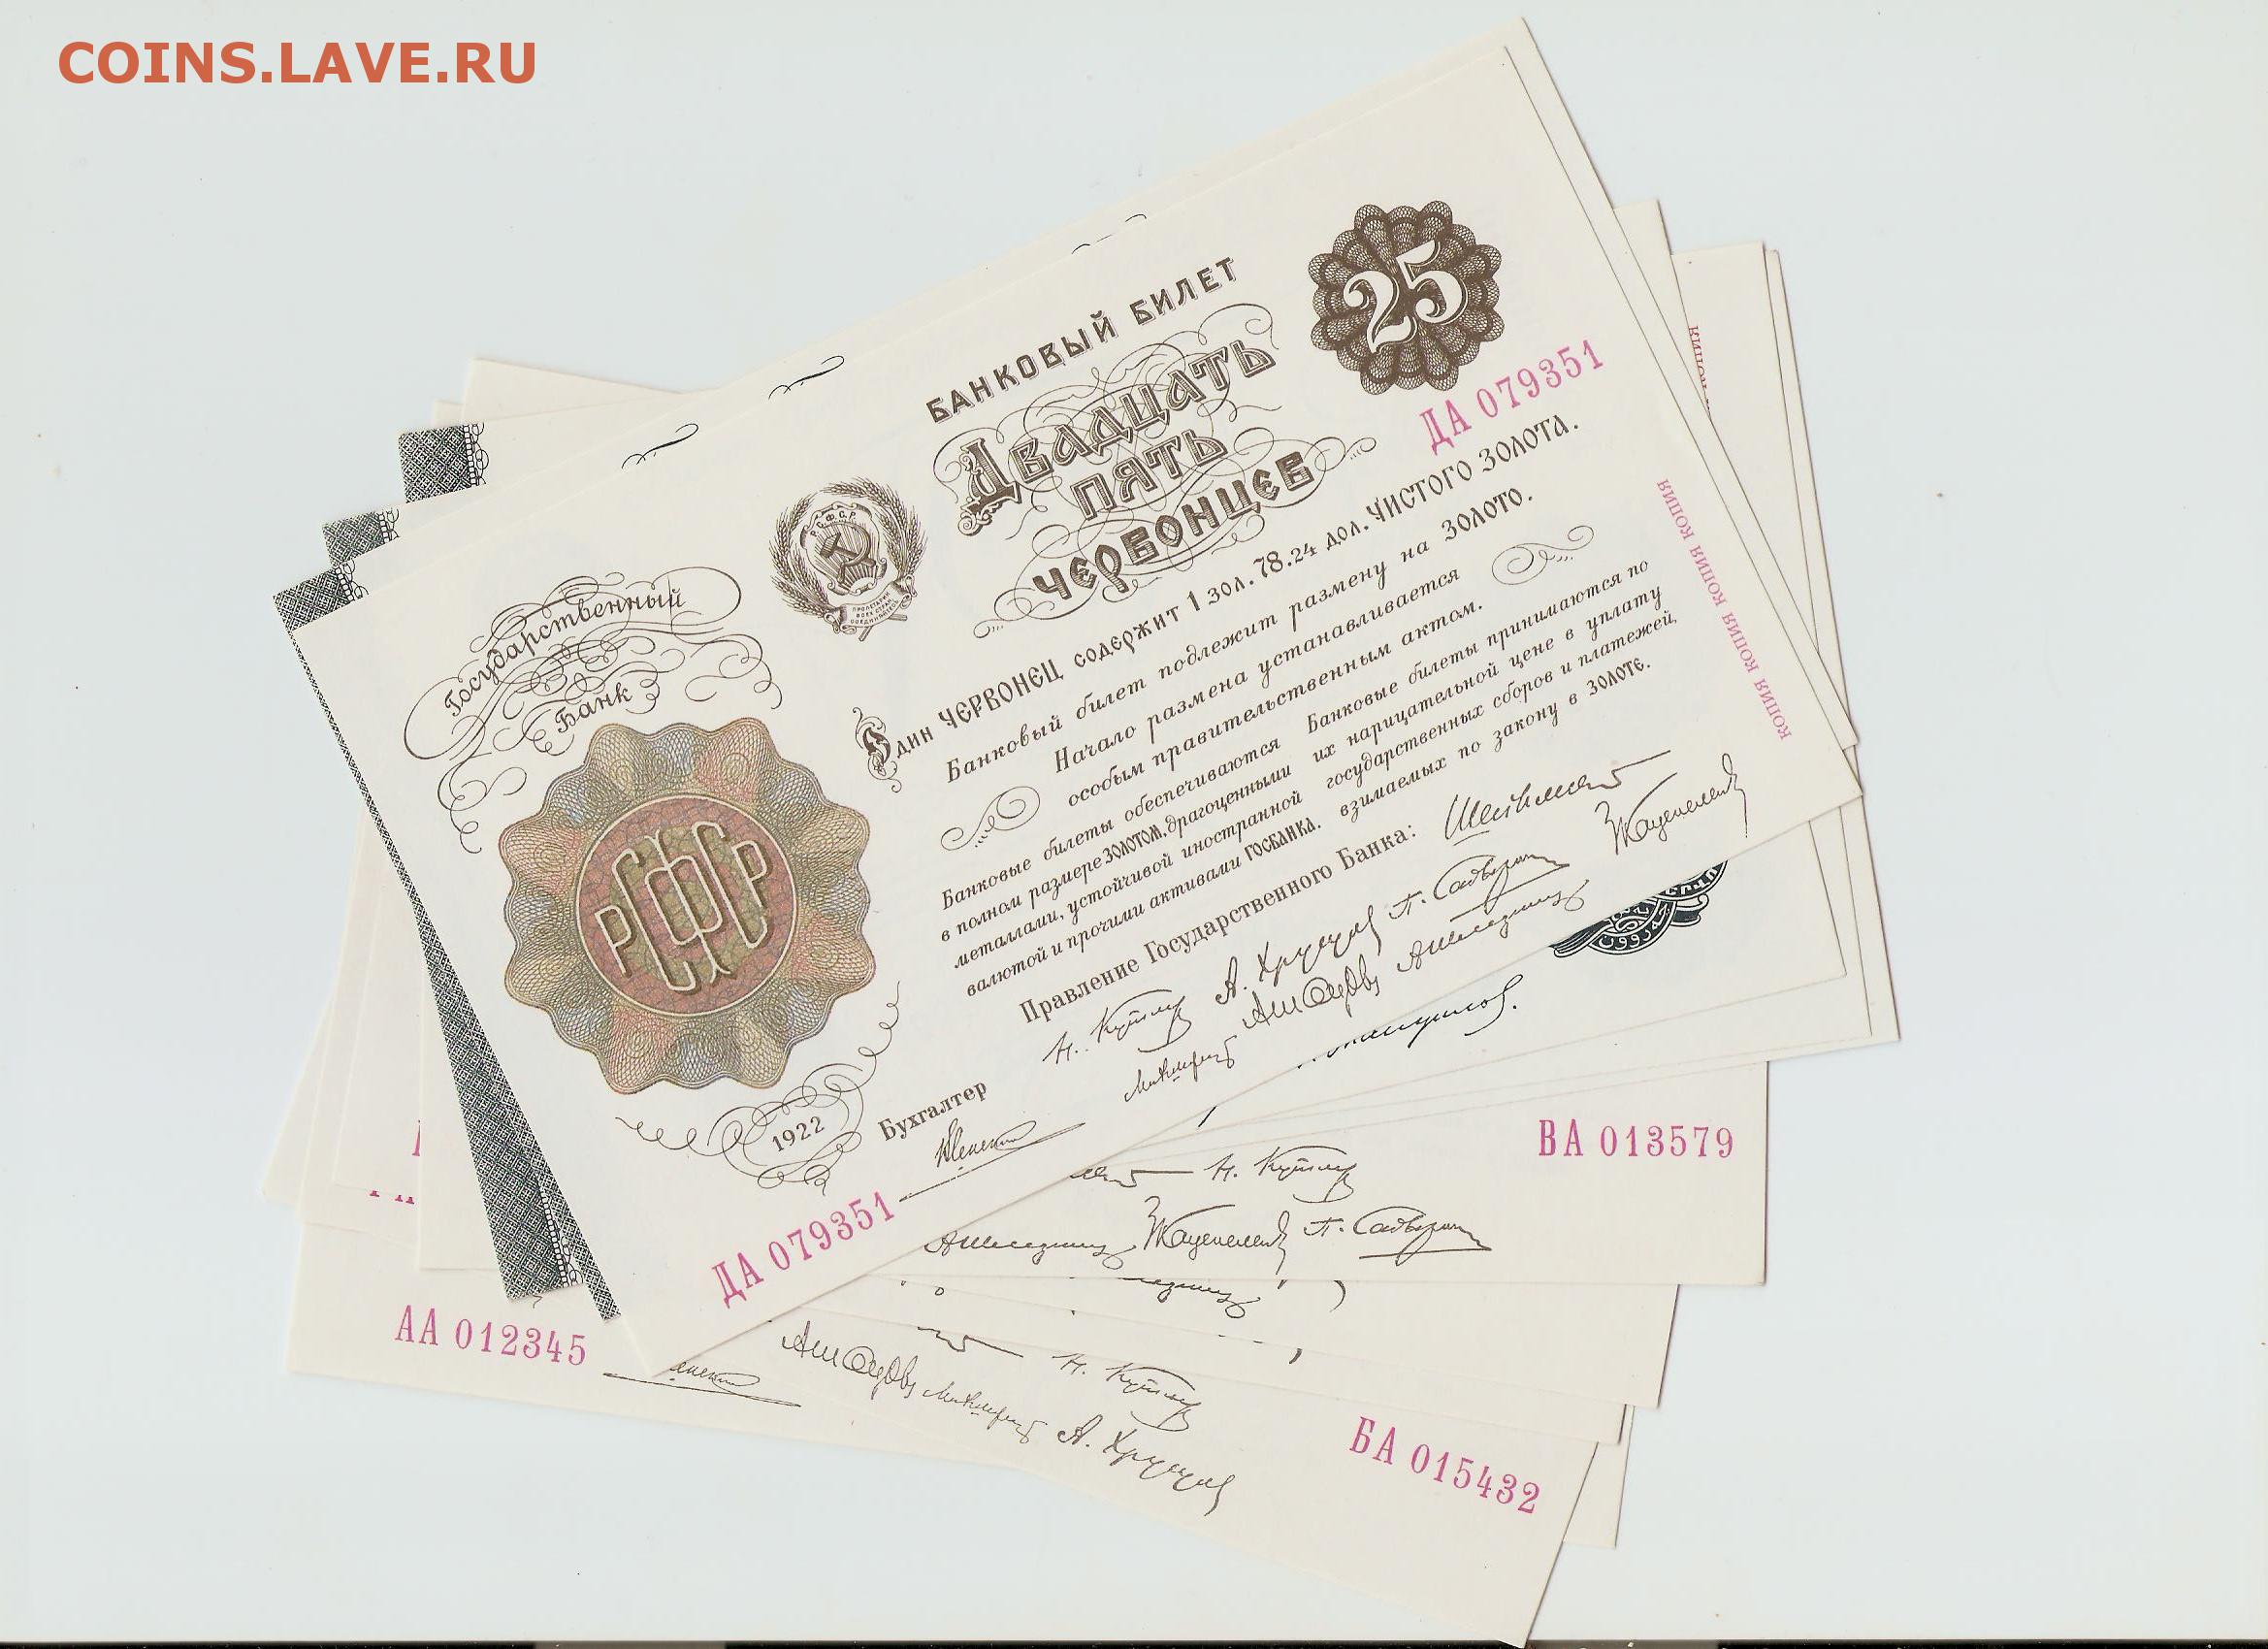 COINS.LAVE.RU
БАНКОВЫЙ БИЛЕТ
25
Двадцать
пять
червонцев
ДА 079351
Р.С.Ф.С.Р.
ПРОЛЕТАРИИ
ВСЕХ СТРАН,
СОЕДИНЯЙТЕСЬ!
Государственный
Банк
Один ЧЕРВОНЕЦ содержит 1 зол. 78.24 дол. ЧИСТОГО ЗОЛОТА.
Банковый билет подлежит размену на золото.
Начало размена устанавливается
особым правительственным актом.
Банковые билеты обеспечиваются
в полном размере ЗОЛОТОМ, драгоценными
металлами, устойчивой иностранной
валютой и прочими активами ГОСБАНКА.
Банковые билеты принимаются по
их нарицательной цене в уплату
государственных сборов и платежей,
взимаемых по закону в ЗОЛОТЕ.
РСФСР
Правление Государственного Банка:
1922
Бухгалтер
ДА 079351
КОПИЯ КОПИЯ КОПИЯ КОПИЯ КОПИЯ
ВА 013579
АА 012345
БА 015432